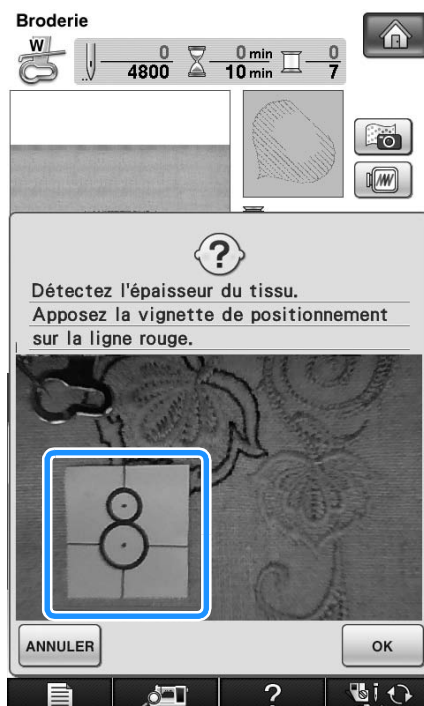 Broderie
W
0 0 min 0
4800 10 min 7
?
Détectez l'épaisseur du tissu.
Apposez la vignette de positionnement
sur la ligne rouge.
ANNULER OK
?